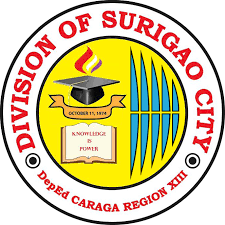 DIVISION OF SURIGAO CITY
OCTOBER 11, 1974
KNOWLEDGE
IS
POWER
DepEd CARAGA REGION XIII